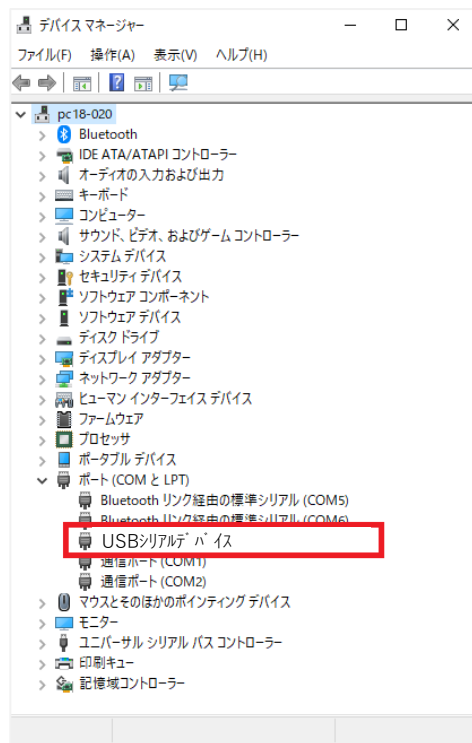 デバイス マネージャー
ファイル(F) 操作(A) 表示(V) ヘルプ(H)
pc18-020
Bluetooth
IDE ATA/ATAPI コントローラー
オーディオの入力および出力
キーボード
コンピューター
サウンド、ビデオ、およびゲーム コントローラー
システム デバイス
セキュリティ デバイス
ソフトウェア コンポーネント
ソフトウェア デバイス
ディスク ドライブ
ディスプレイ アダプター
ネットワーク アダプター
ヒューマン インターフェイス デバイス
ファームウェア
プロセッサ
ポータブル デバイス
ポート (COM と LPT)
Bluetooth リンク経由の標準シリアル (COM5)
Bluetooth リンク経由の標準シリアル (COM6)
USBシリアルデバイス
通信ポート (COM1)
通信ポート (COM2)
マウスとそのほかのポインティング デバイス
モニター
ユニバーサル シリアル バス コントローラー
印刷キュー
記憶域コントローラー